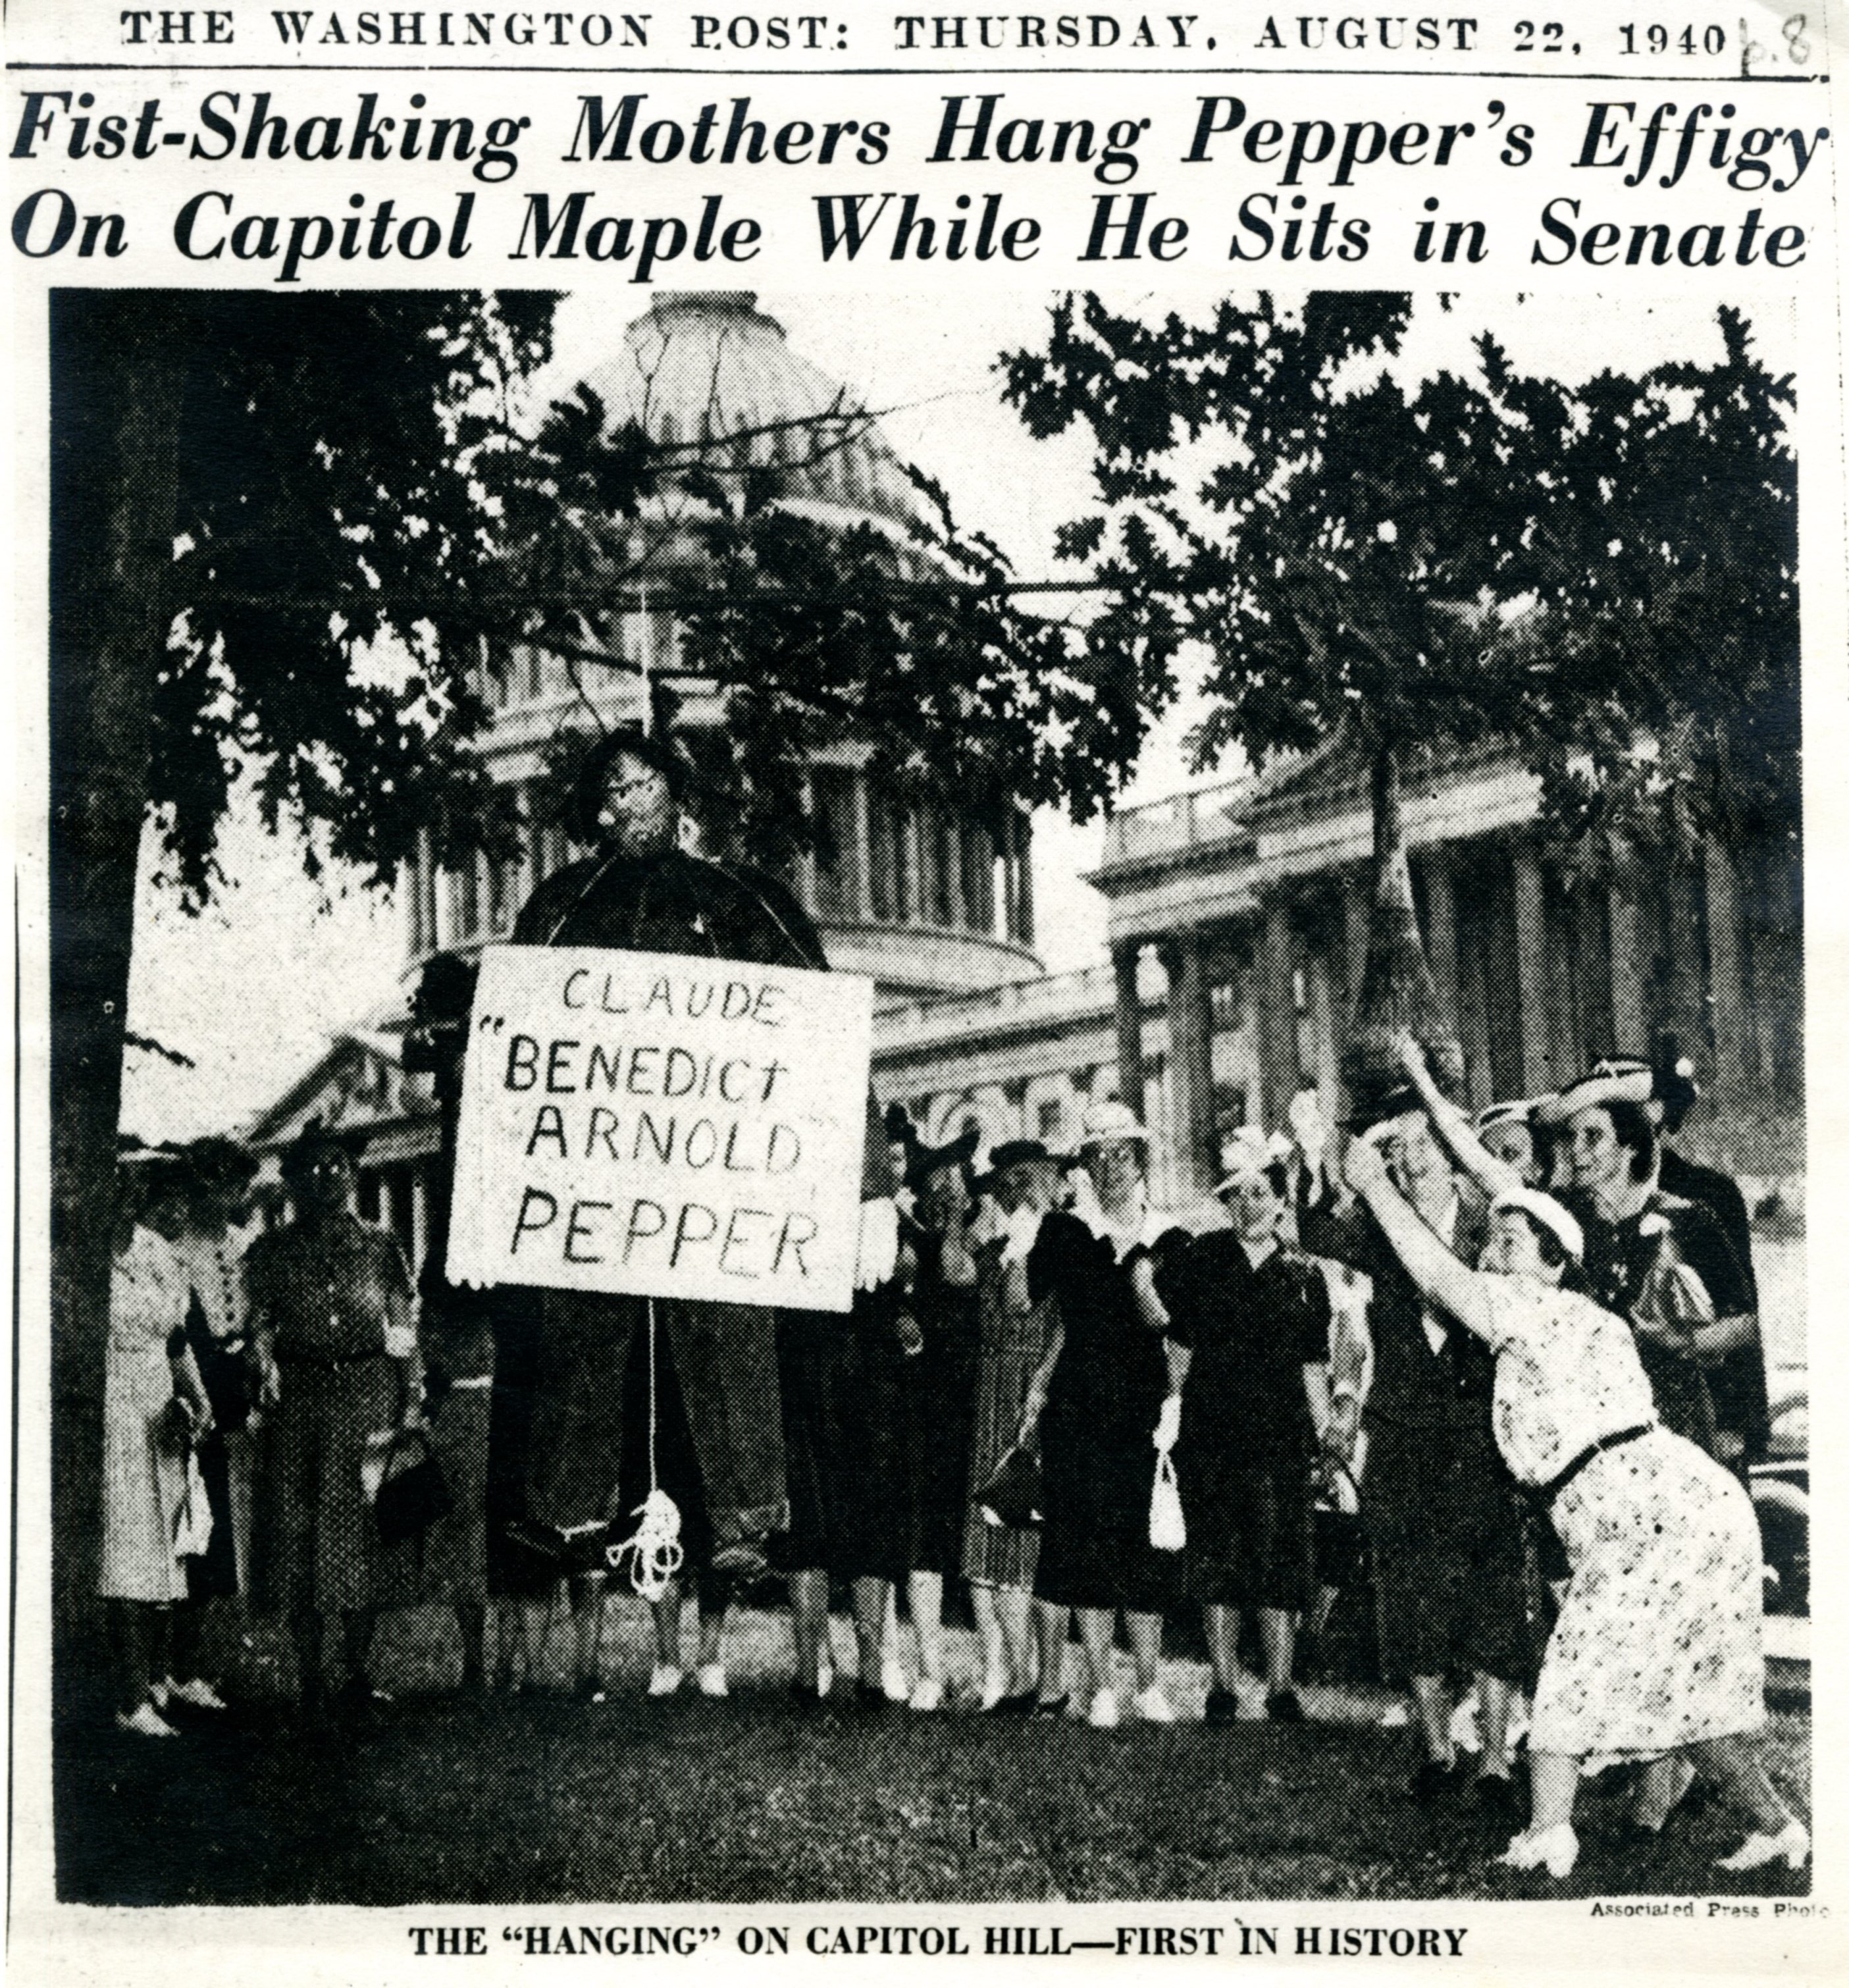 THE WASHINGTON POST: THURSDAY, AUGUST 22, 1940 p.8
Fist-Shaking Mothers Hang Pepper's Effigy
On Capitol Maple While He Sits in Senate
CLAUDE
"BENEDICT
ARNOLD"
PEPPER
Associated Press Photo
THE "HANGING" ON CAPITOL HILL—FIRST IN HISTORY